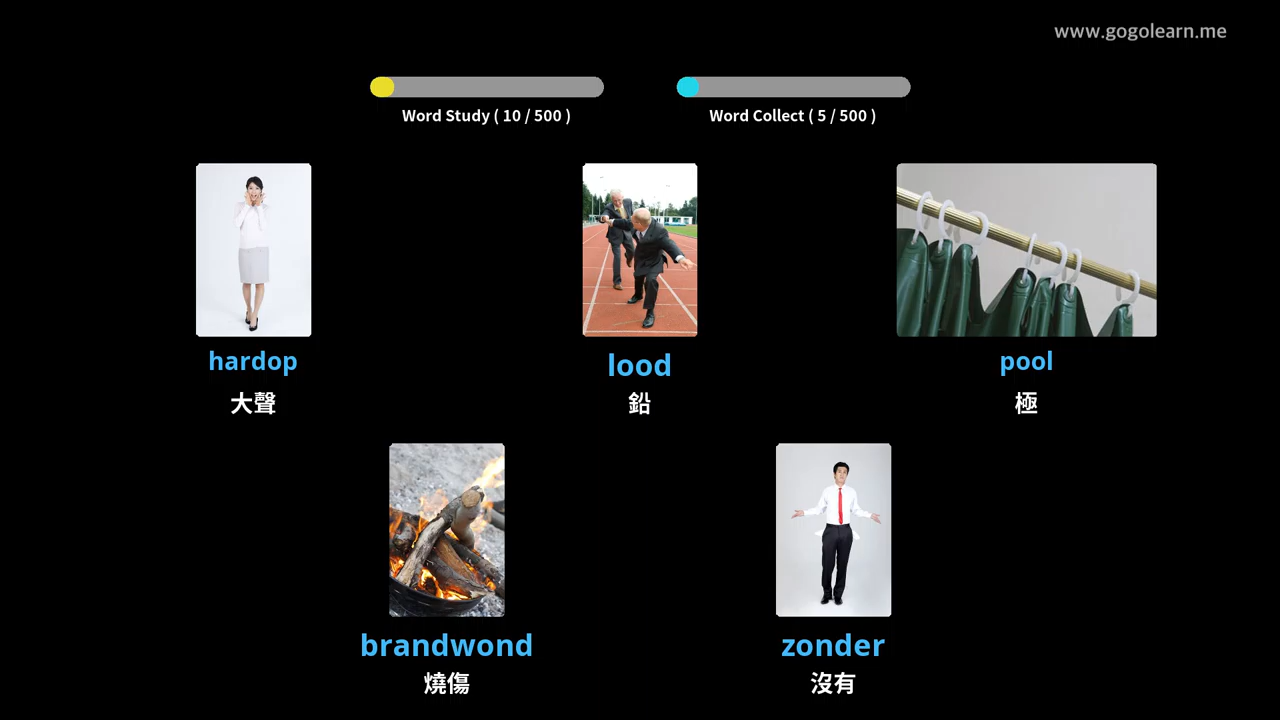 www.gogolearn.me
Word Study ( 10 / 500 )
Word Collect ( 5 / 500 )
hardop
大聲
lood
鉛
pool
極
brandwond
燒傷
zonder
沒有